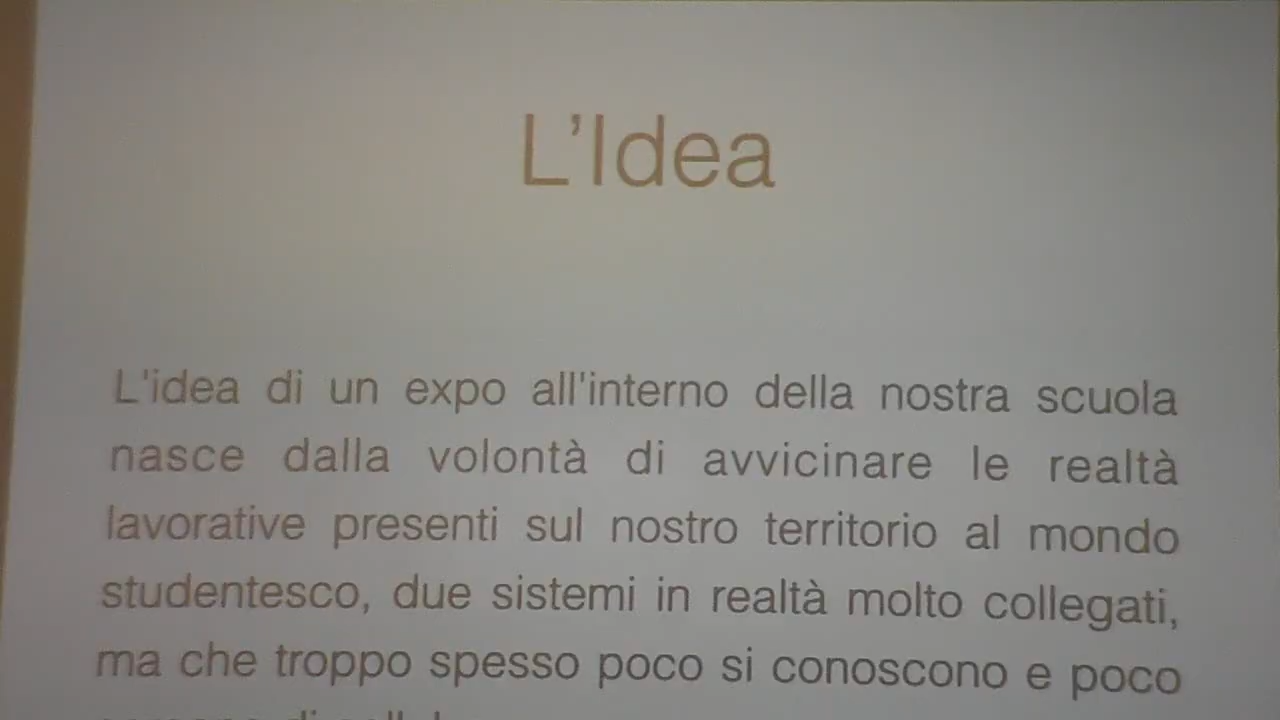 L'Idea
L'idea di un expo all'interno della nostra scuola
nasce dalla volontà di avvicinare le realtà
lavorative presenti sul nostro territorio al mondo
studentesco, due sistemi in realtà molto collegati,
ma che troppo spesso poco si conoscono e poco